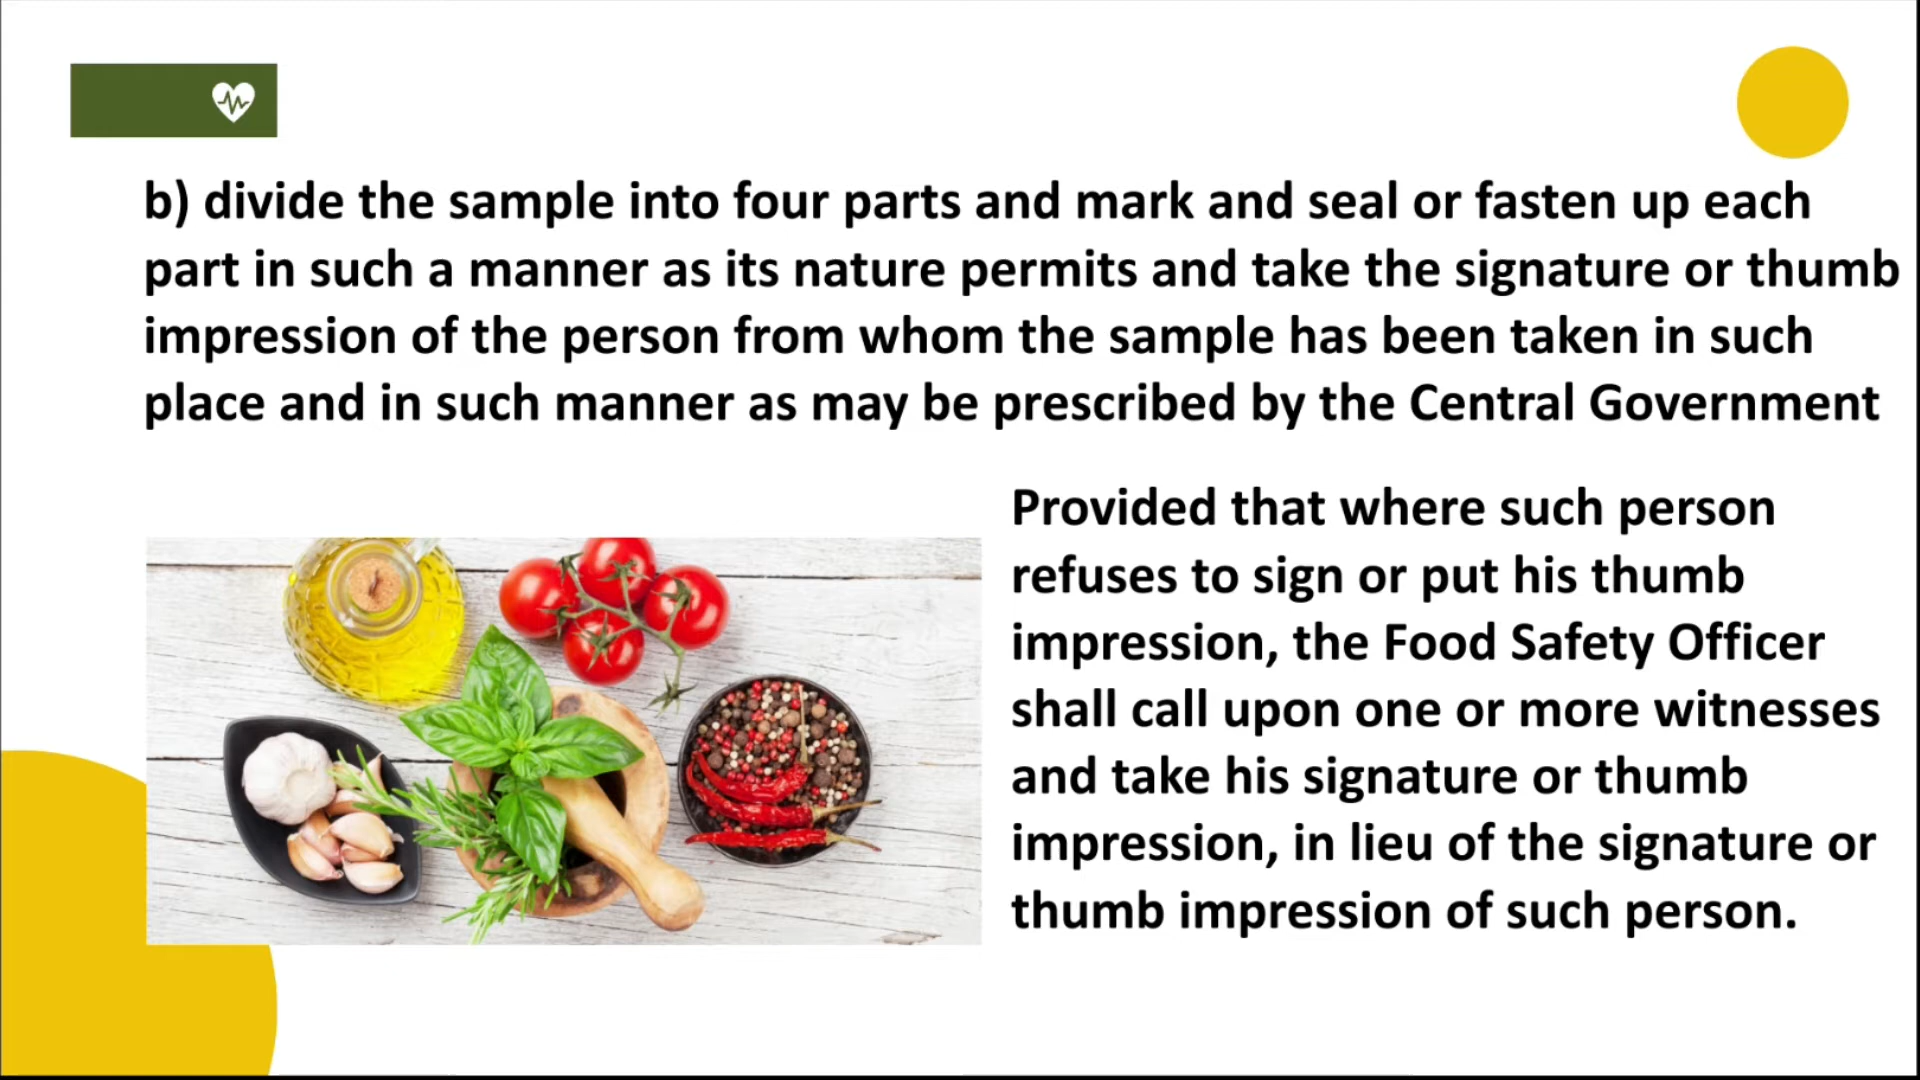 b) divide the sample into four parts and mark and seal or fasten up each
part in such a manner as its nature permits and take the signature or thumb
impression of the person from whom the sample has been taken in such
place and in such manner as may be prescribed by the Central Government
Provided that where such person
refuses to sign or put his thumb
impression, the Food Safety Officer
shall call upon one or more witnesses
and take his signature or thumb
impression, in lieu of the signature or
thumb impression of such person.